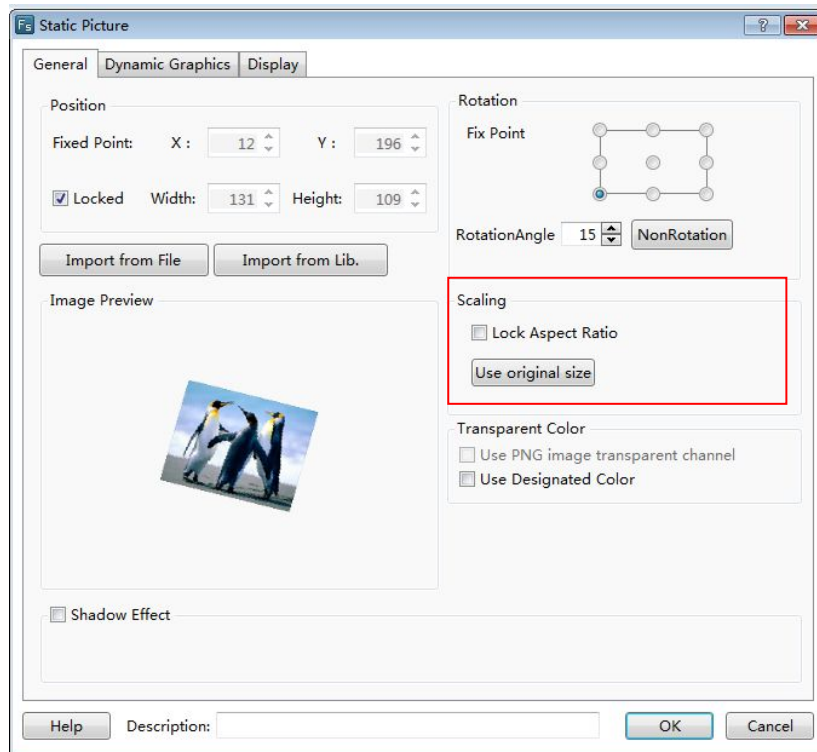 Fs Static Picture
General Dynamic Graphics Display
Position
Fixed Point: X : 12 Y : 196
Locked Width: 131 Height: 109
Import from File Import from Lib.
Image Preview
Shadow Effect
Rotation
Fix Point
RotationAngle 15 NonRotation
Scaling
Lock Aspect Ratio
Use original size
Transparent Color
Use PNG image transparent channel
Use Designated Color
Help Description: OK Cancel